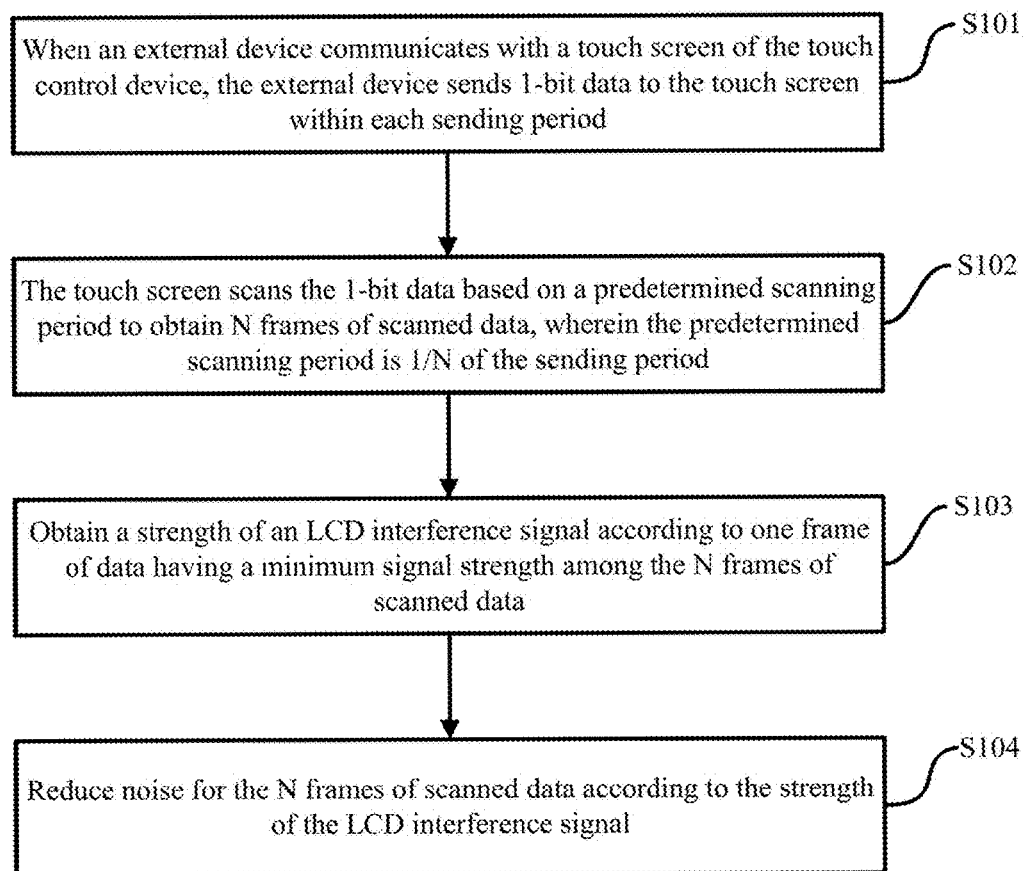 S101
When an external device communicates with a touch screen of the touch
control device, the external device sends 1-bit data to the touch screen
within each sending period
S102
The touch screen scans the 1-bit data based on a predetermined scanning
period to obtain N frames of scanned data, wherein the predetermined
scanning period is 1/N of the sending period
S103
Obtain a strength of an LCD interference signal according to one frame
of data having a minimum signal strength among the N frames of
scanned data
S104
Reduce noise for the N frames of scanned data according to the strength
of the LCD interference signal